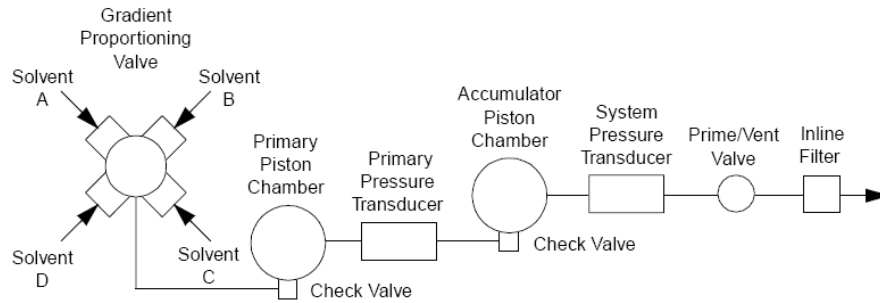 Gradient
Proportioning
Valve
Solvent
A
Solvent
B
Solvent
D
Solvent
C
Primary
Piston
Chamber
Check Valve
Primary
Pressure
Transducer
Accumulator
Piston
Chamber
Check Valve
System
Pressure
Transducer
Prime/Vent
Valve
Inline
Filter